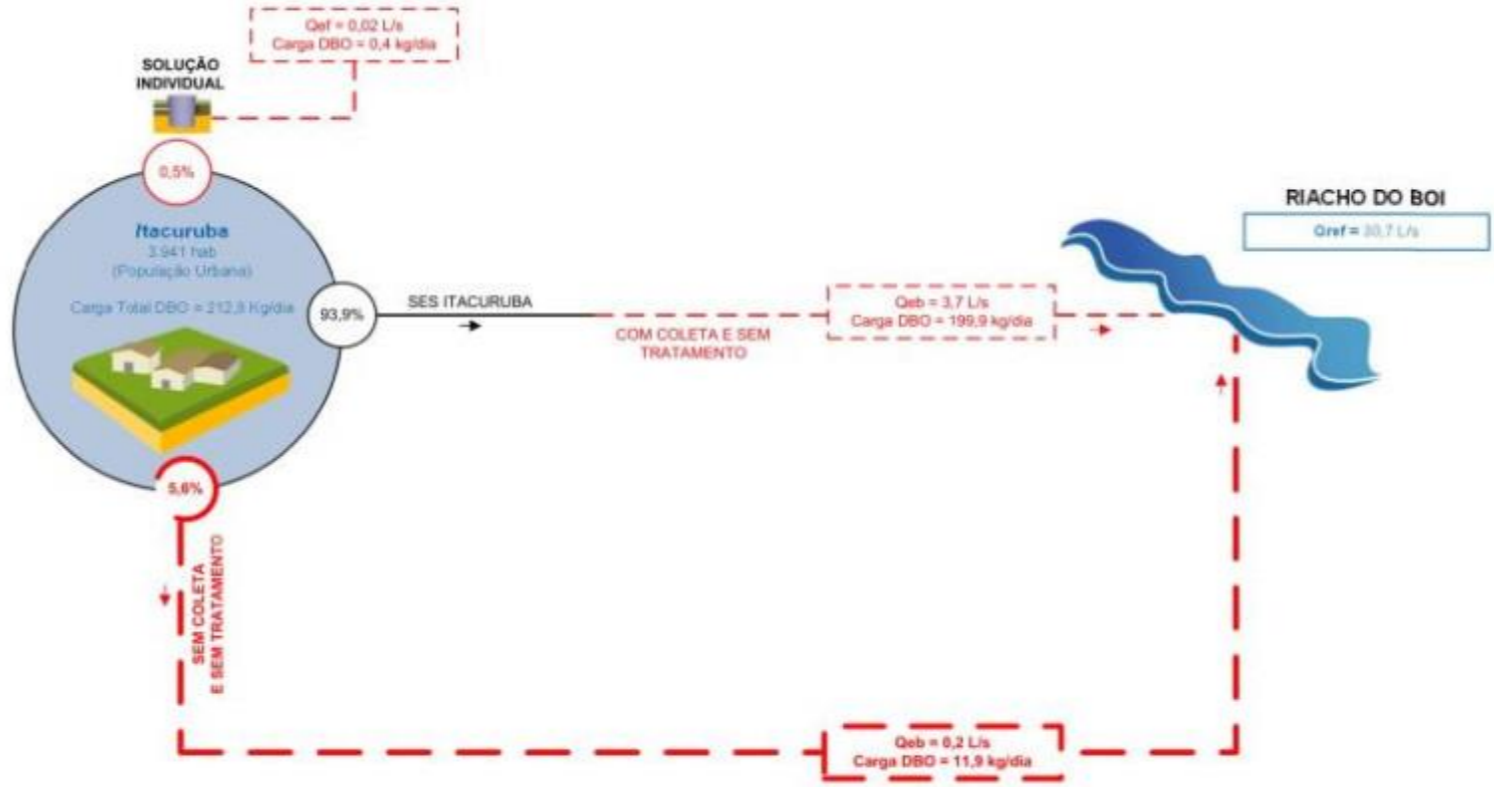 Qef = 0,02 L/s
Carga DBO = 0,4 kg/dia
SOLUÇÃO
INDIVIDUAL
0,5%
Itacuruba
3.941 hab
(População Urbana)
Carga Total DBO = 212,8 Kg/dia
93,9%
SES ITACURUBA
COM COLETA E SEM
TRATAMENTO
Qeb = 3,7 L/s
Carga DBO = 199,9 kg/dia
RIACHO DO BOI
Qref = 30,7 L/s
5,6%
SEM COLETA
E SEM TRATAMENTO
Qeb = 0,2 L/s
Carga DBO = 11,9 kg/dia